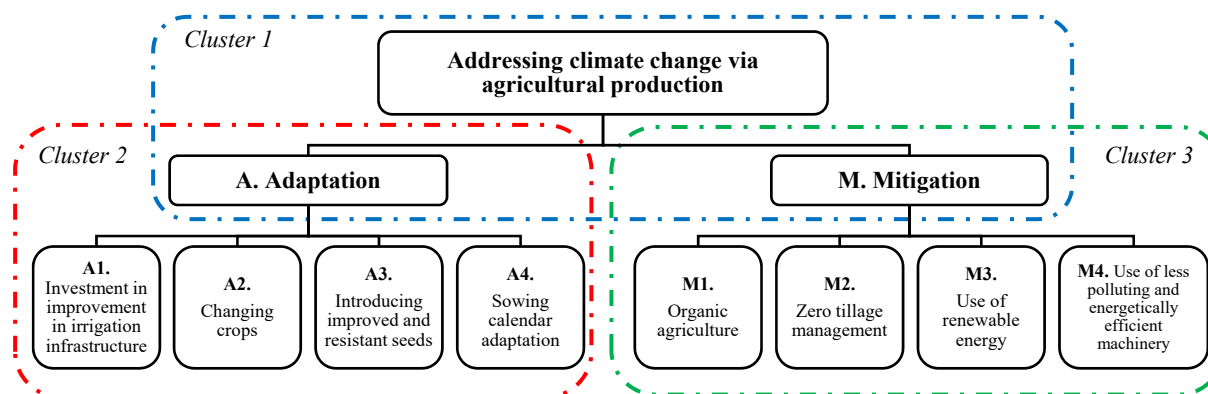 Cluster 1
Addressing climate change via
agricultural production
Cluster 2
Cluster 3
A. Adaptation
M. Mitigation
A1.
Investment in
improvement
in irrigation
infrastructure
A2.
Changing
crops
A3.
Introducing
improved and
resistant seeds
A4.
Sowing
calendar
adaptation
M1.
Organic
agriculture
M2.
Zero tillage
management
M3.
Use of
renewable
energy
M4. Use of less
polluting and
energetically
efficient
machinery